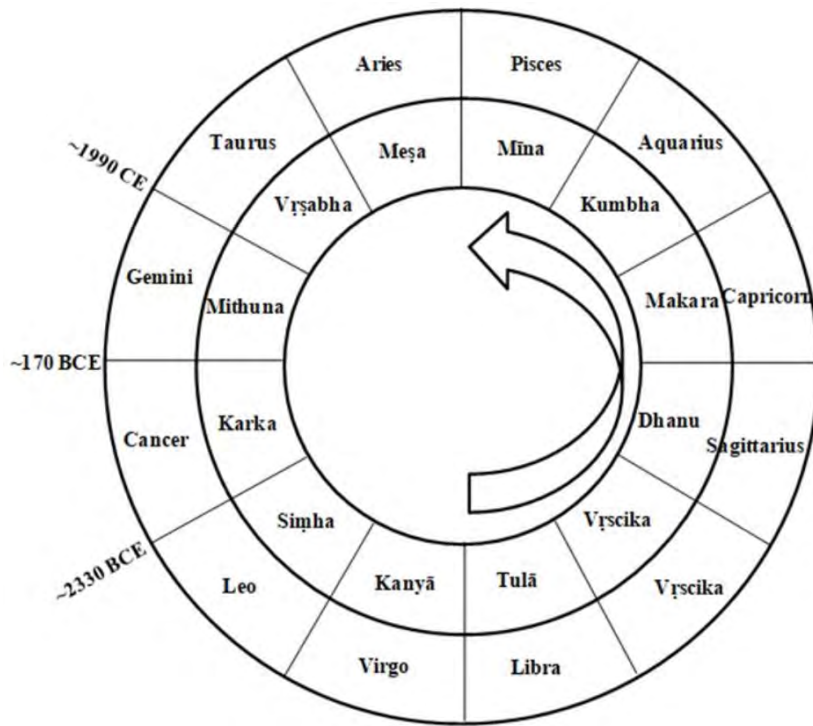 Aries
Pisces
Taurus
Aquarius
Meṣa
Mīna
~1990 CE
Vṛṣabha
Kumbha
Gemini
Mithuna
Makara
Capricorn
~170 BCE
Cancer
Karka
Dhanu
Sagittarius
Siṃha
Vṛscika
~2330 BCE
Leo
Kanyā
Tulā
Vṛscika
Virgo
Libra